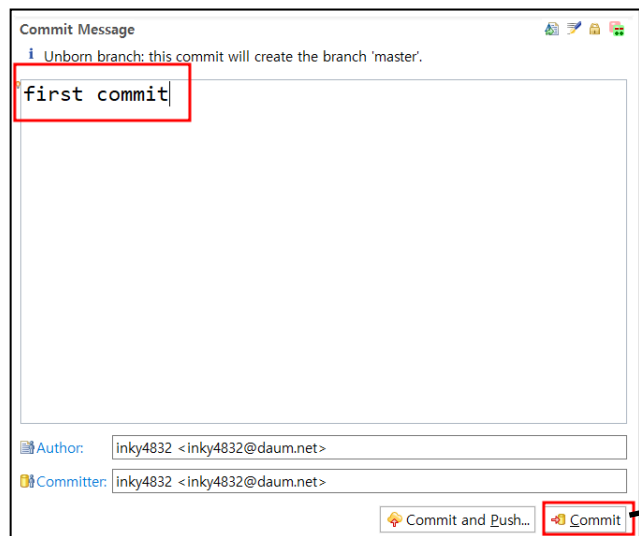 Commit Message
Unborn branch: this commit will create the branch 'master'.
first commit
Author: inky4832 <inky4832@daum.net>
Committer: inky4832 <inky4832@daum.net>
Commit and Push... Commit